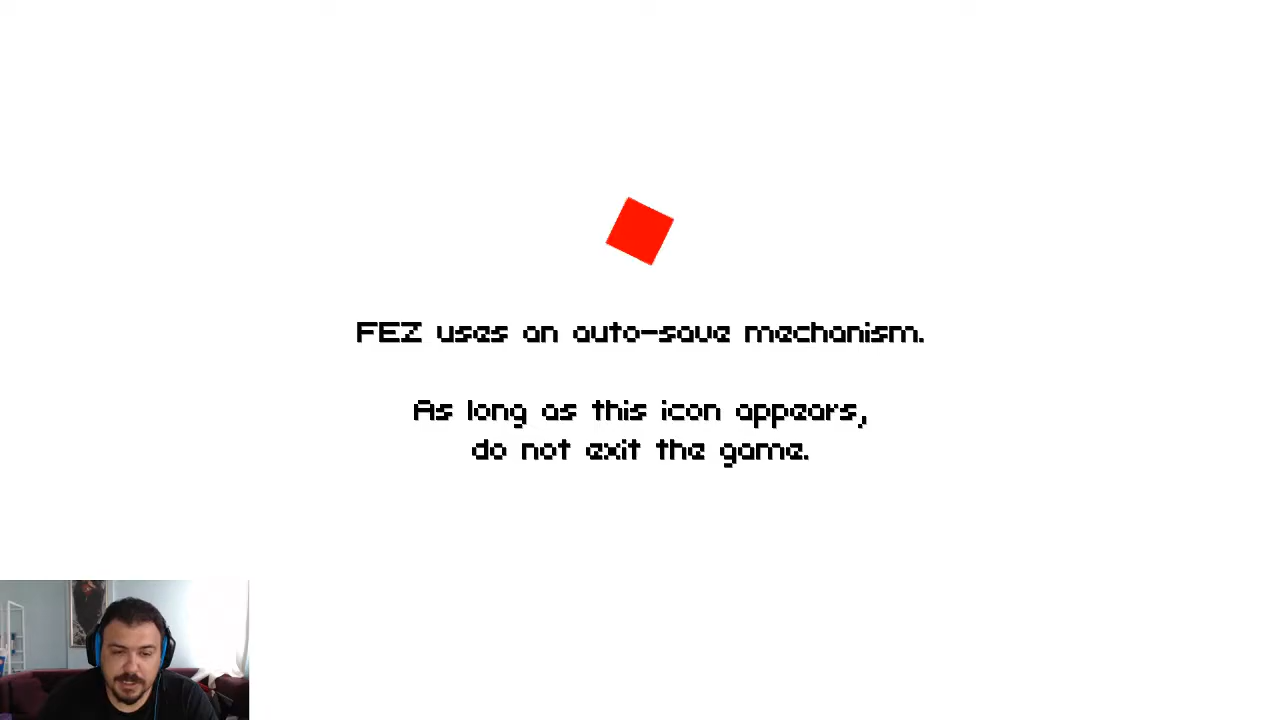 FEZ uses an auto-save mechanism.
As long as this icon appears,
do not exit the game.